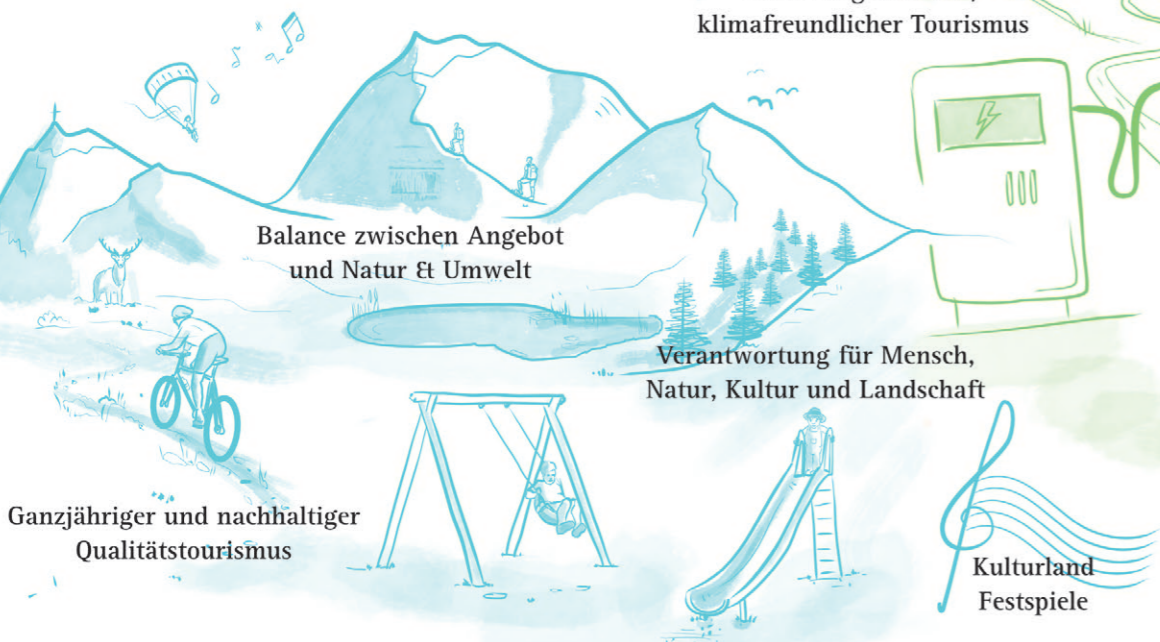 klimafreundlicher Tourismus
Balance zwischen Angebot
und Natur & Umwelt
Verantwortung für Mensch,
Natur, Kultur und Landschaft
Ganzjähriger und nachhaltiger
Qualitätstourismus
Kulturland
Festspiele